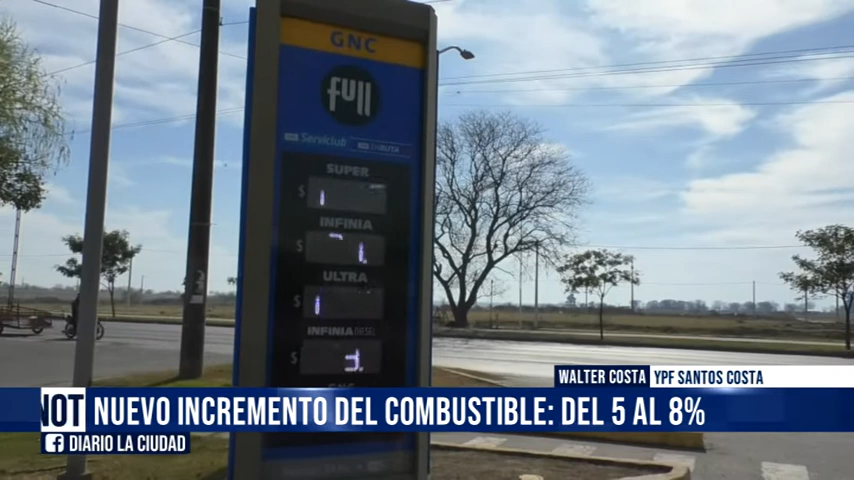 GNC
full
Serviclub
SUPER
$
INFINIA
$
ULTRA
$
INFINIA DIESEL
$
WALTER COSTA YPF SANTOS COSTA
NOT NUEVO INCREMENTO DEL COMBUSTIBLE: DEL 5 AL 8%
DIARIO LA CIUDAD